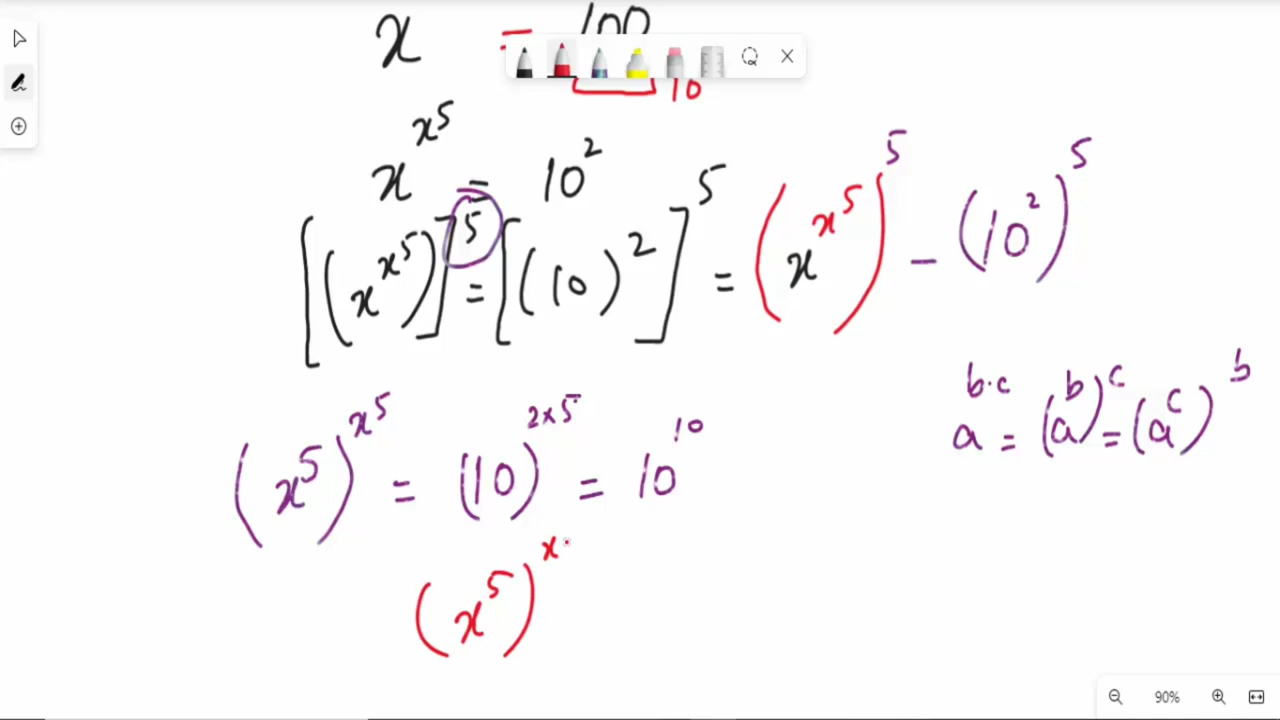 x = 100
10
x^{x^5} = 10^2
[(x^{x^5})]^5 = [(10)^2]^5 = (x^{x^5})^5 - (10^2)^5
a^{b·c} = (a^b)^c = (a^c)^b
(x^5)^{x^5} = (10)^{2×5} = 10^{10}
(x^5)^{x}
90%